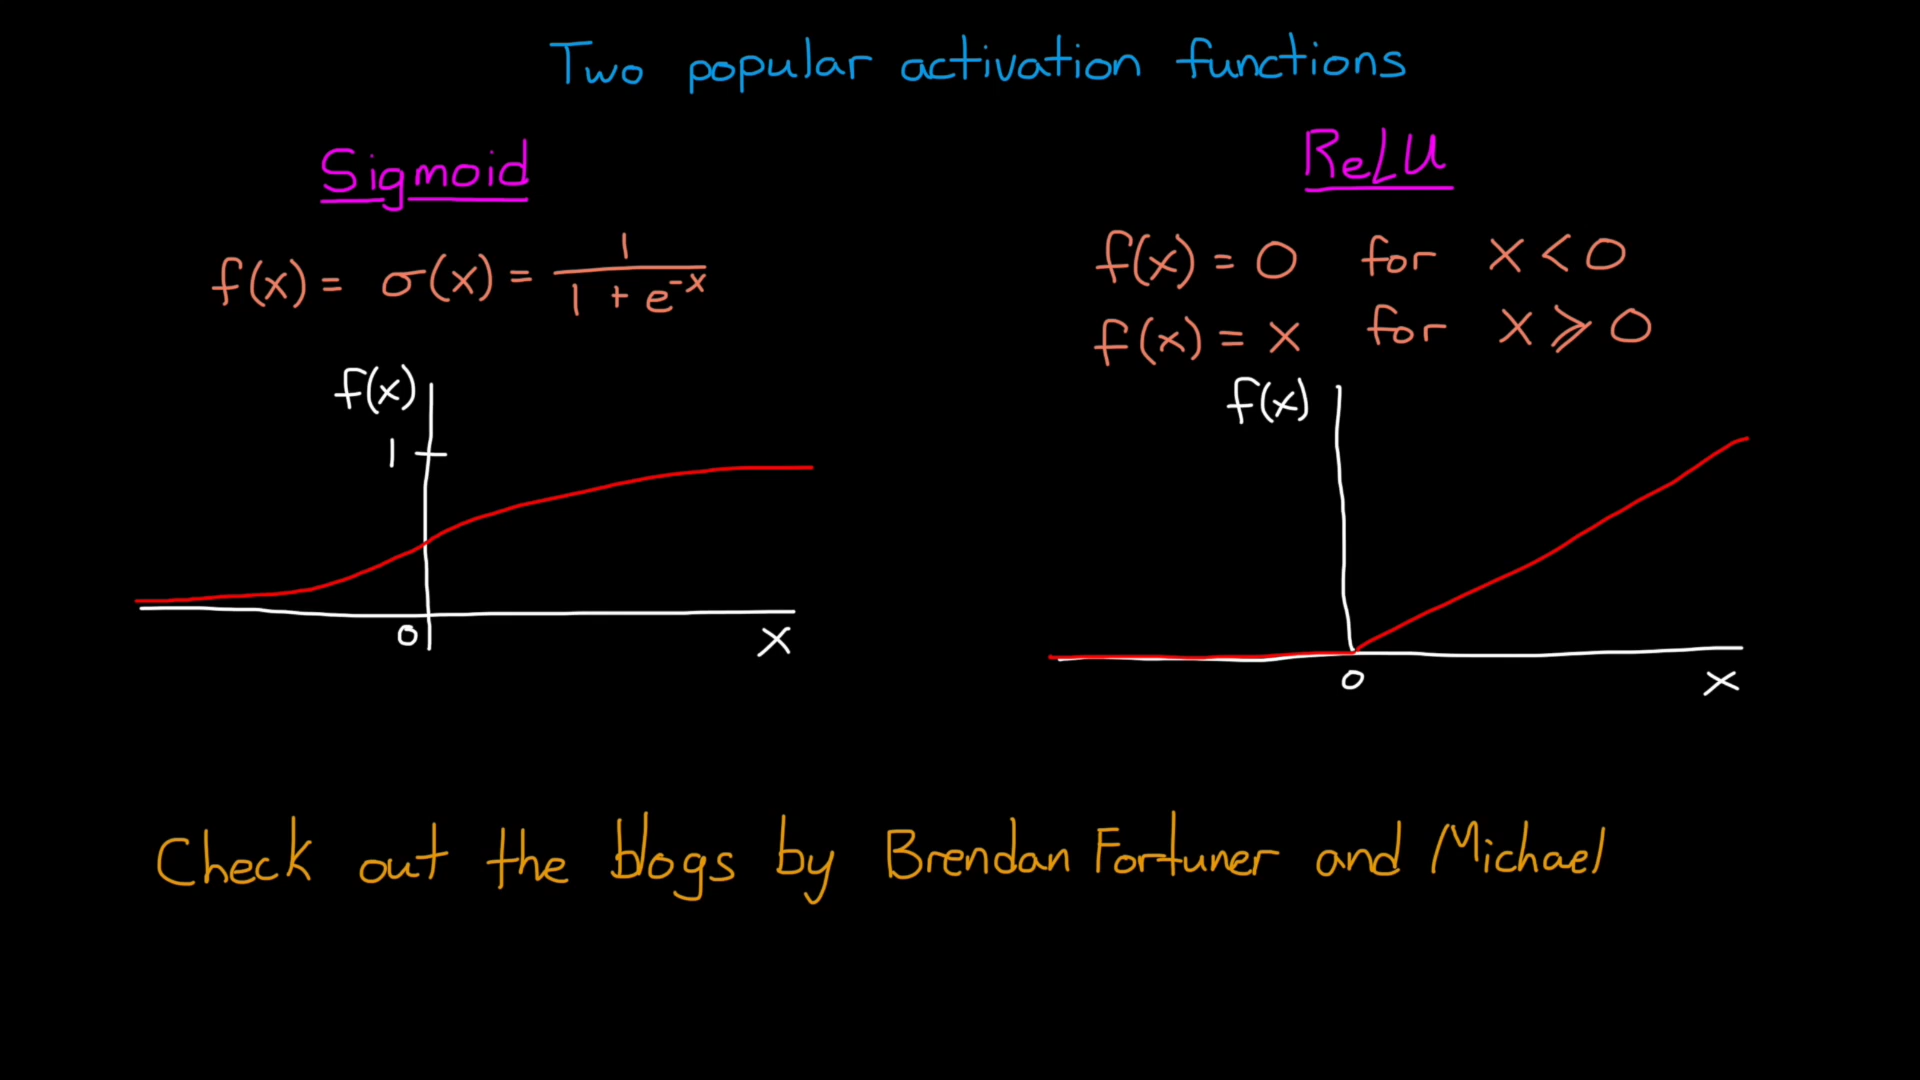 Two popular activation functions
Sigmoid
f(x) = σ(x) = 1 / (1 + e^-x)
f(x)
1
0
x
ReLU
f(x) = 0 for x < 0
f(x) = x for x ⩾ 0
f(x)
0
x
Check out the blogs by Brendan Fortuner and Michael